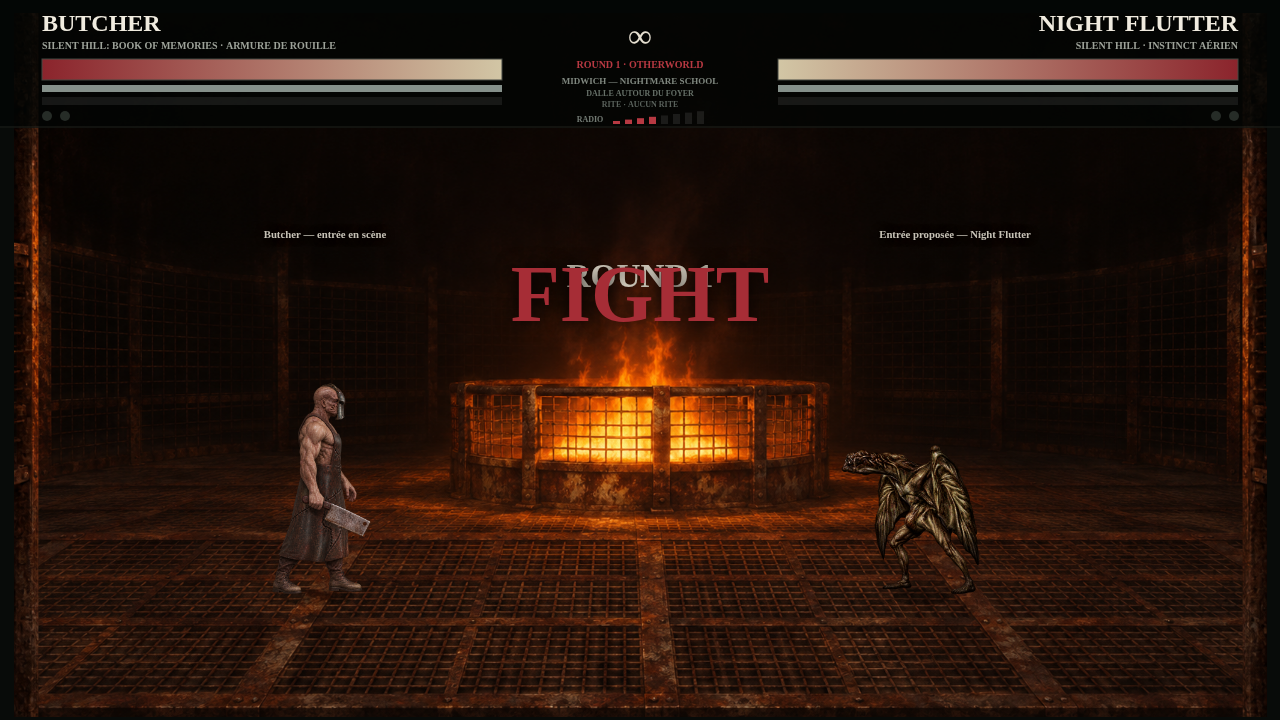 BUTCHER
SILENT HILL: BOOK OF MEMORIES · ARMURE DE ROUILLE
∞
ROUND 1 · OTHERWORLD
MIDWICH — NIGHTMARE SCHOOL
DALLE AUTOUR DU FOYER
RITE · AUCUN RITE
RADIO
NIGHT FLUTTER
SILENT HILL · INSTINCT AÉRIEN
Butcher — entrée en scène
Entrée proposée — Night Flutter
ROUND 1
FIGHT